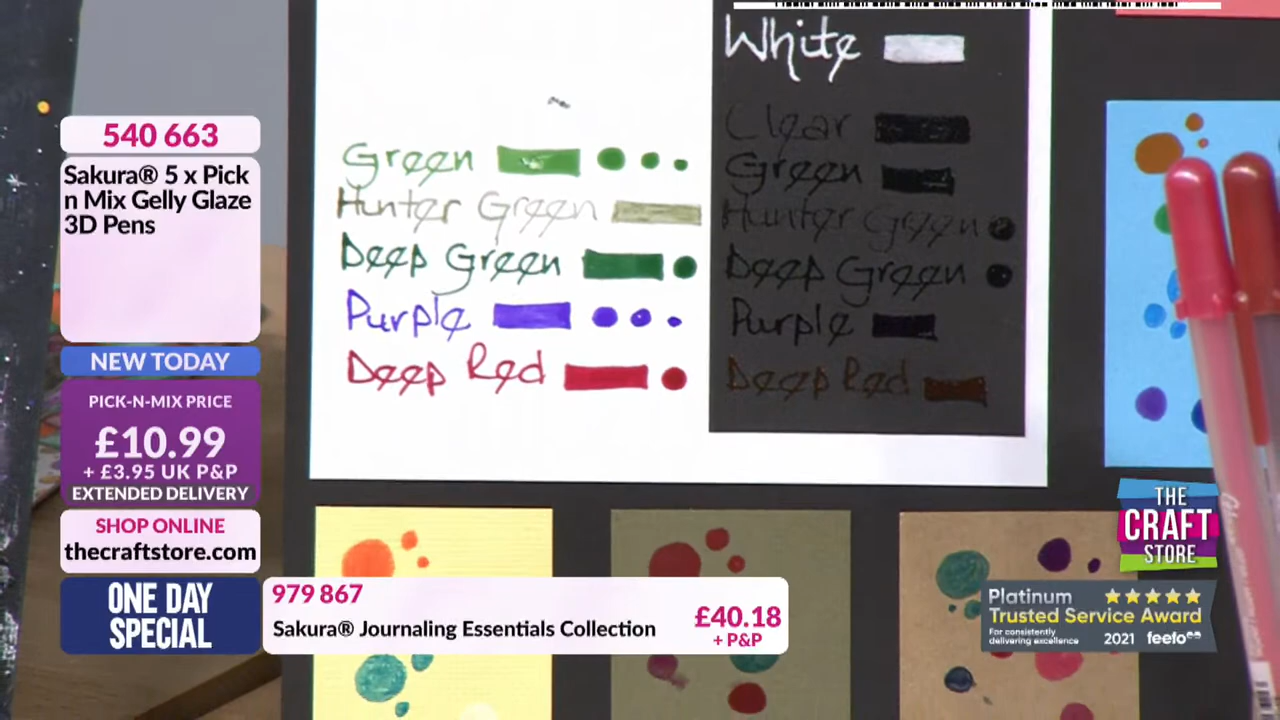 540 663
Sakura® 5 x Pick
n Mix Gelly Glaze
3D Pens
NEW TODAY
PICK-N-MIX PRICE
£10.99
+ £3.95 UK P&P
EXTENDED DELIVERY
SHOP ONLINE
thecraftstore.com
ONE DAY
SPECIAL
979 867
Sakura® Journaling Essentials Collection
£40.18
+ P&P
Green
Hunter Green
Deep Green
Purple
Deep Red
White
Clear
Green
Hunter Green
Deep Green
Purple
Deep Red
THE
CRAFT
STORE
Platinum
Trusted Service Award
For consistently
delivering excellence
2021 feefo